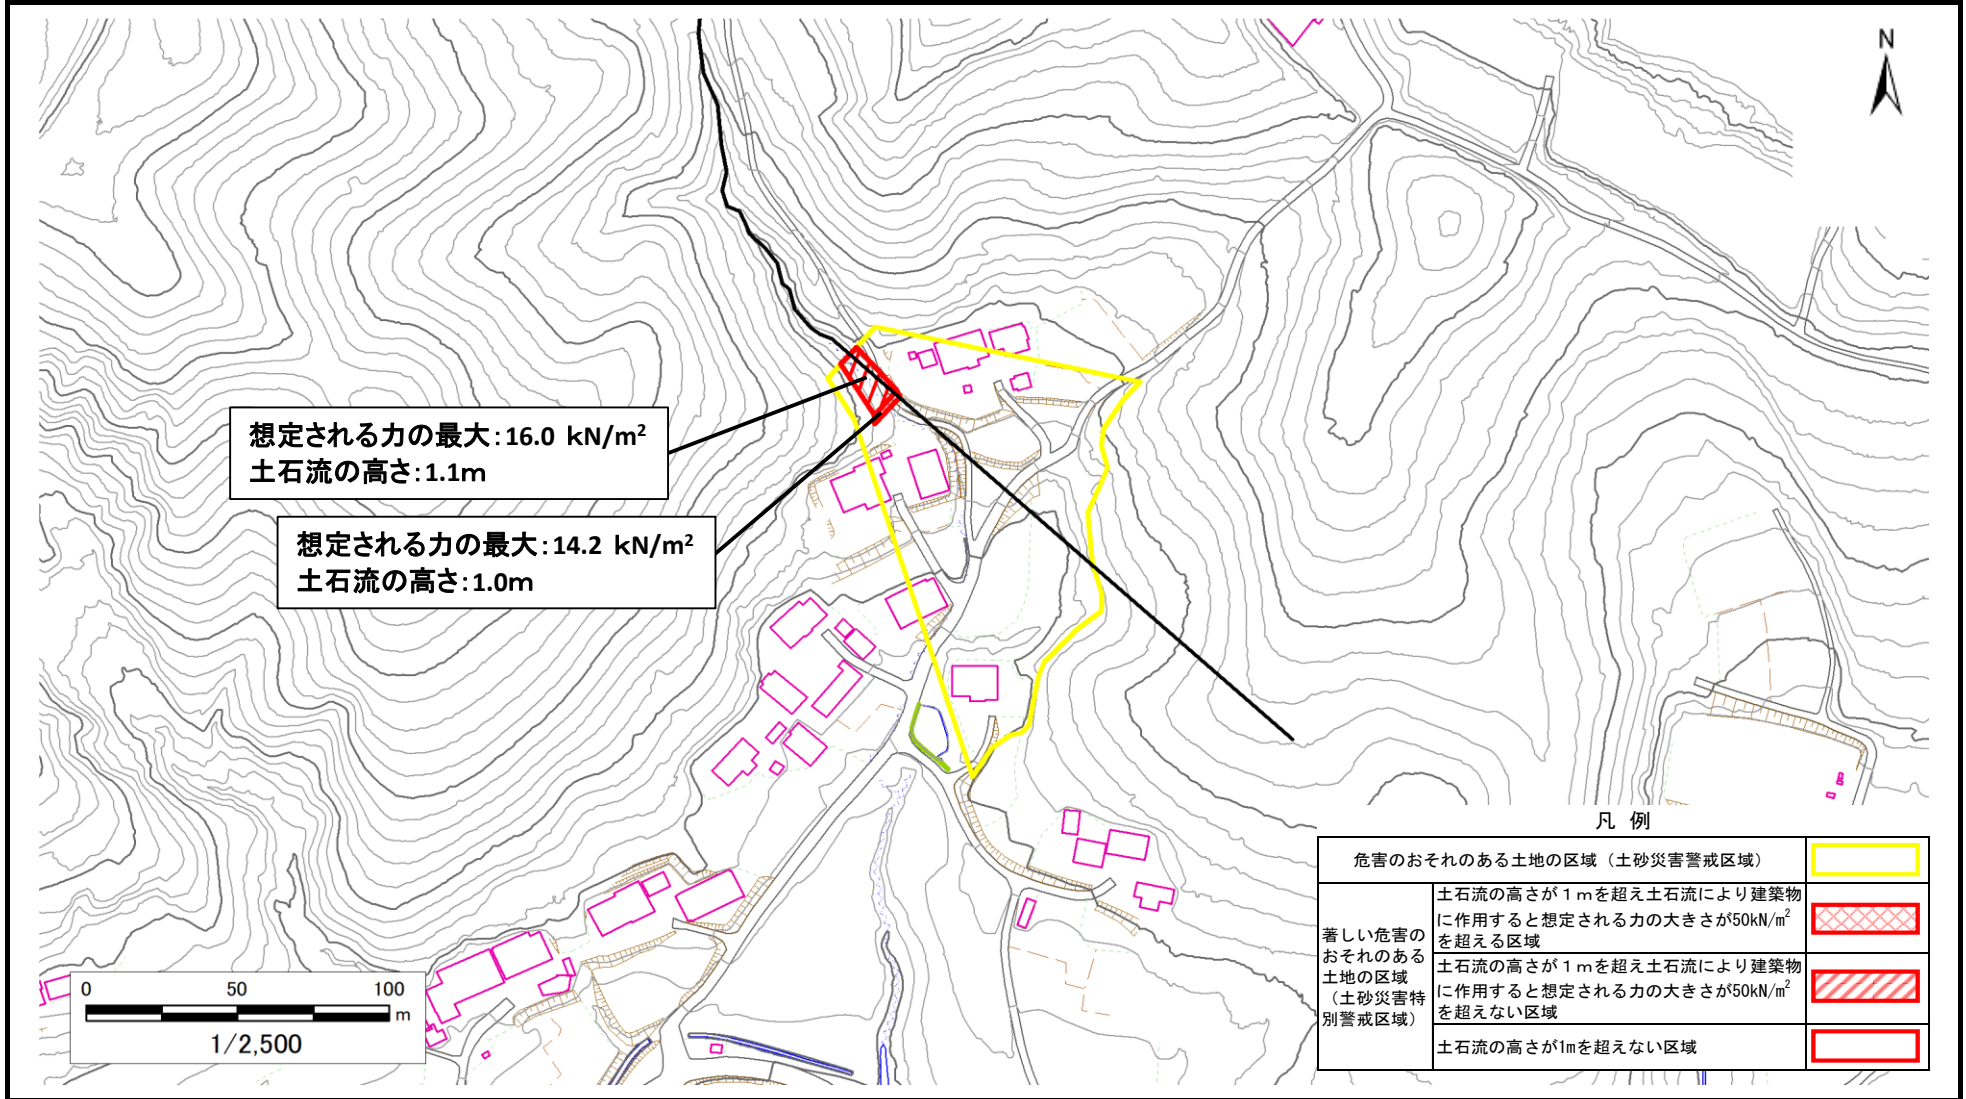 N
想定される力の最大：16.0 kN/m²
土石流の高さ：1.1m
想定される力の最大：14.2 kN/m²
土石流の高さ：1.0m
凡 例
危害のおそれのある土地の区域（土砂災害警戒区域）
著しい危害の
おそれのある
土地の区域
（土砂災害特
別警戒区域）
土石流の高さが１ｍを超え土石流により建築物
に作用すると想定される力の大きさが50kN/㎡
を超える区域
土石流の高さが１ｍを超え土石流により建築物
に作用すると想定される力の大きさが50kN/㎡
を超えない区域
土石流の高さが1mを超えない区域
0 50 100
m
1/2,500